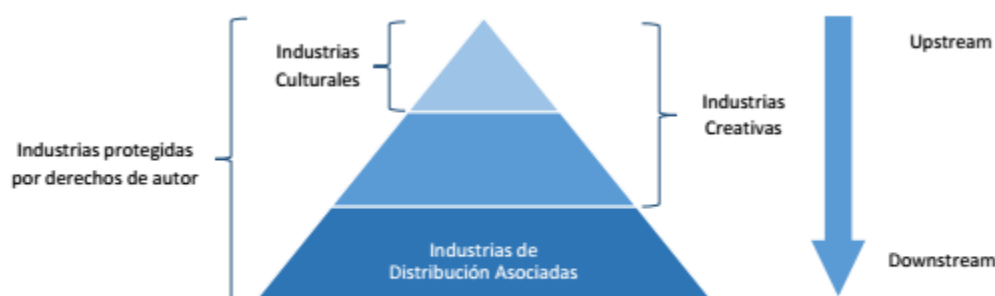 Industrias
Culturales
Upstream
Industrias
Creativas
Industrias protegidas
por derechos de autor
Industrias de
Distribución Asociadas
Downstream